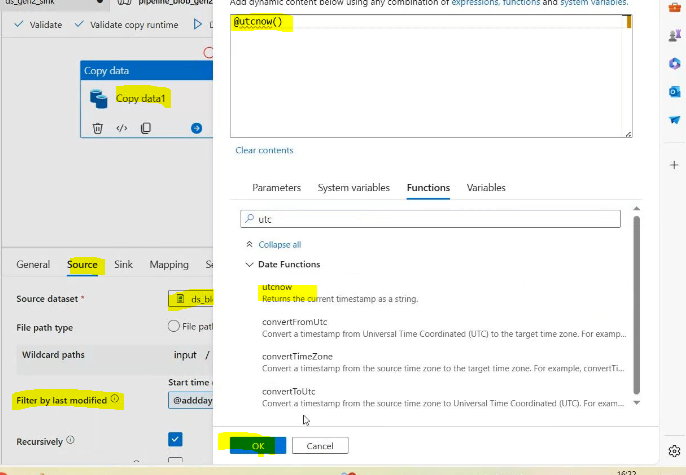 ds_gen2_sink
pipeline_blob_gen2
Add dynamic content below using any combination of expressions, functions and system variables.
Validate
Validate copy runtime
@utcnow()
Copy data
Copy data1
Clear contents
Parameters
System variables
Functions
Variables
utc
Collapse all
Date Functions
utcnow
Returns the current timestamp as a string.
convertFromUtc
Convert a timestamp from Universal Time Coordinated (UTC) to the target time zone. For examp...
convertTimeZone
Convert a timestamp from the source time zone to the target time zone. For example, convertTi...
convertToUtc
Convert a timestamp from the source time zone to Universal Time Coordinated (UTC). For exam...
OK
Cancel
General
Source
Sink
Mapping
Se
Source dataset *
ds_bl
File path type
File path
Wildcard paths
input /
Start time
Filter by last modified
@addday
Recursively
16:32